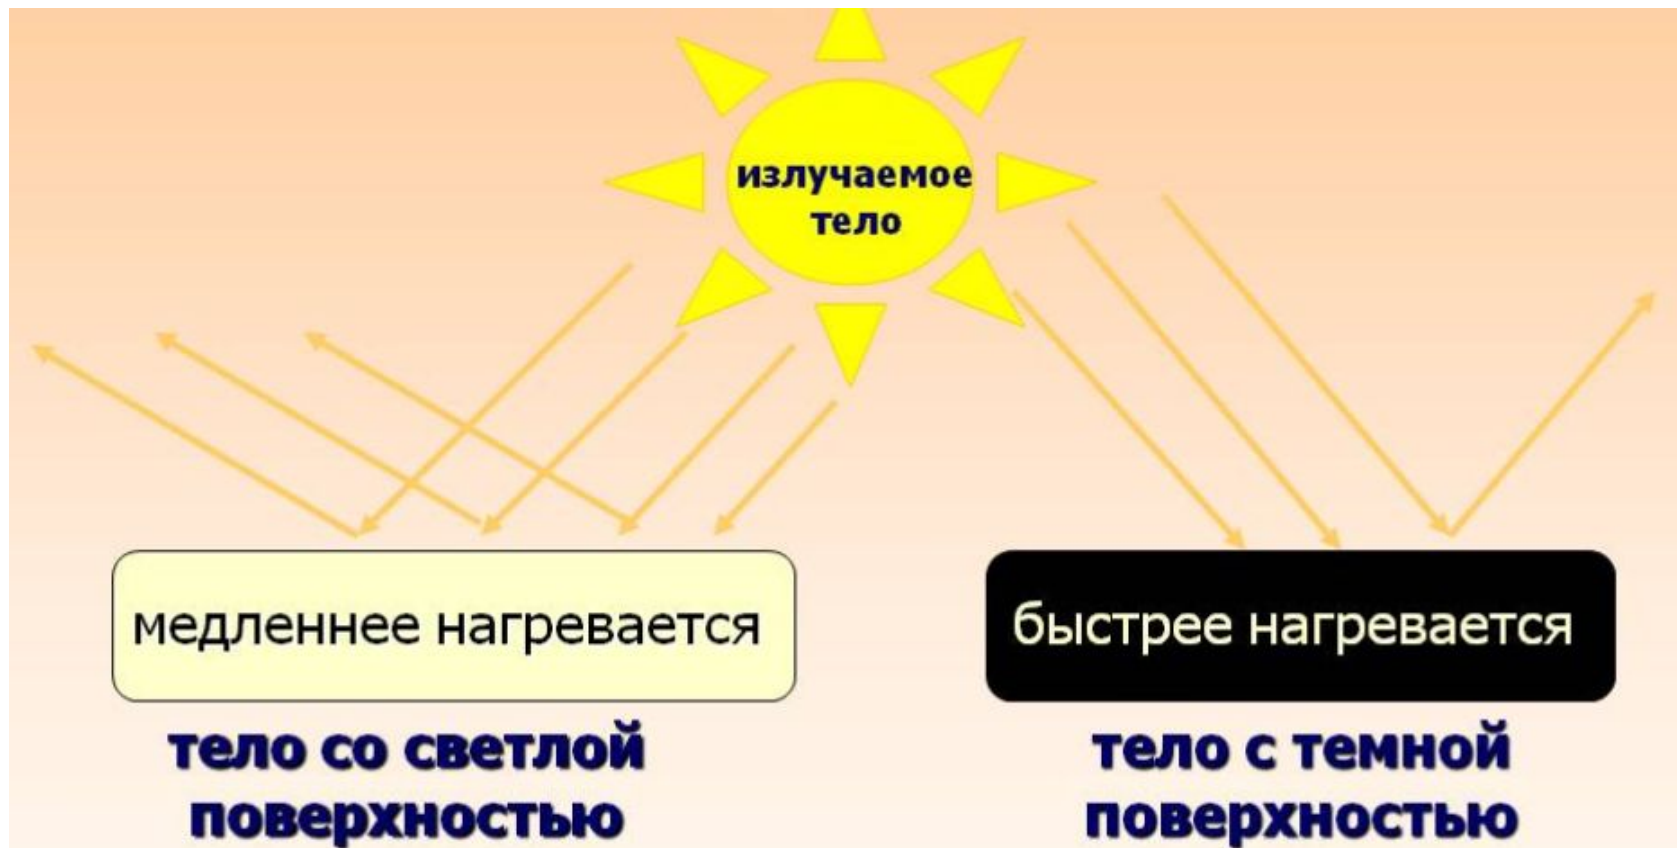 излучаемое
тело
медленнее нагревается
быстрее нагревается
тело со светлой
поверхностью
тело с темной
поверхностью